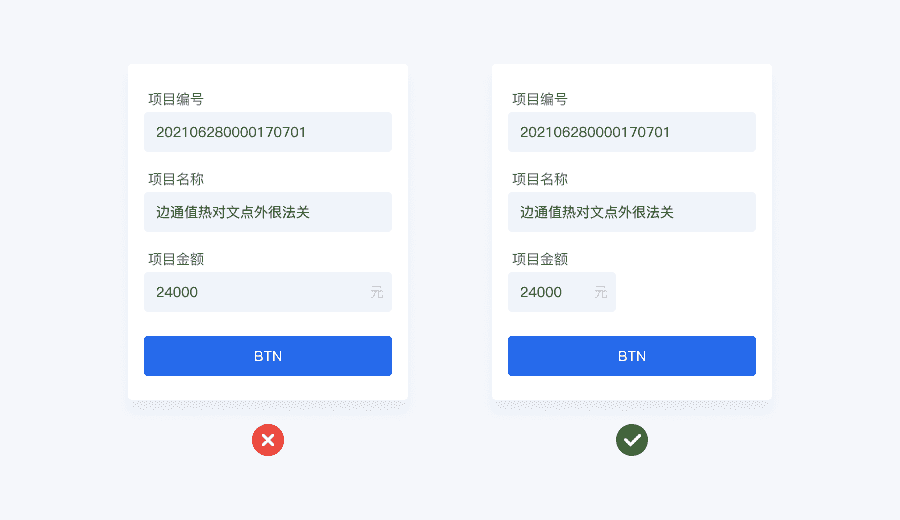 项目编号
202106280000170701
项目名称
边通值热对文点外很法关
项目金额
24000 元
BTN
项目编号
202106280000170701
项目名称
边通值热对文点外很法关
项目金额
24000 元
BTN